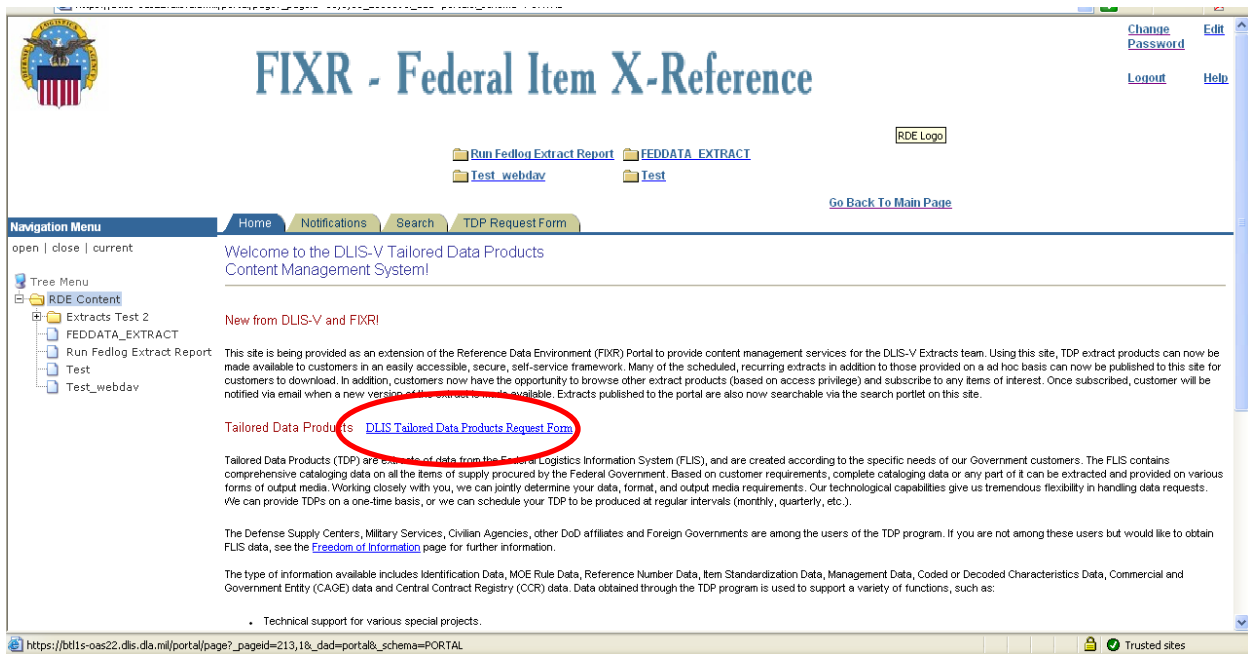 Change Password
Edit
Logout
Help
FIXR - Federal Item X-Reference
RDE Logo
Run Fedlog Extract Report
FEDDATA_EXTRACT
Test_webdav
Test
Go Back To Main Page
Navigation Menu
Home
Notifications
Search
TDP Request Form
open | close | current
Tree Menu
RDE Content
Extracts Test 2
FEDDATA_EXTRACT
Run Fedlog Extract Report
Test
Test_webdav
Welcome to the DLIS-V Tailored Data Products
Content Management System!
New from DLIS-V and FIXR!
This site is being provided as an extension of the Reference Data Environment (FIXR) Portal to provide content management services for the DLIS-V Extracts team. Using this site, TDP extract products can now be
made available to customers in an easily accessible, secure, self-service framework. Many of the scheduled, recurring extracts in addition to those provided on a ad hoc basis can now be published to this site for
customers to download. In addition, customers now have the opportunity to browse other extract products (based on access privilege) and subscribe to any items of interest. Once subscribed, customer will be
notified via email when a new version of the extract is made available. Extracts published to the portal are also now searchable via the search portlet on this site.
Tailored Data Products DLIS Tailored Data Products Request Form
Tailored Data Products (TDP) are extracts of data from the Federal Logistics Information System (FLIS), and are created according to the specific needs of our Government customers. The FLIS contains
comprehensive cataloging data on all the items of supply procured by the Federal Government. Based on customer requirements, complete cataloging data or any part of it can be extracted and provided on various
forms of output media. Working closely with you, we can jointly determine your data, format, and output media requirements. Our technological capabilities give us tremendous flexibility in handling data requests.
We can provide TDPs on a one-time basis, or we can schedule your TDP to be produced at regular intervals (monthly, quarterly, etc.).
The Defense Supply Centers, Military Services, Civilian Agencies, other DoD affiliates and Foreign Governments are among the users of the TDP program. If you are not among these users but would like to obtain
FLIS data, see the Freedom of Information page for further information.
The type of information available includes Identification Data, MOE Rule Data, Reference Number Data, Item Standardization Data, Management Data, Coded or Decoded Characteristics Data, Commercial and
Government Entity (CAGE) data and Central Contract Registry (CCR) data. Data obtained through the TDP program is used to support a variety of functions, such as:
• Technical support for various special projects.
https://btl1s-oas22.dlis.dla.mil/portal/page?_pageid=213,1&_dad=portal&_schema=PORTAL
Trusted sites